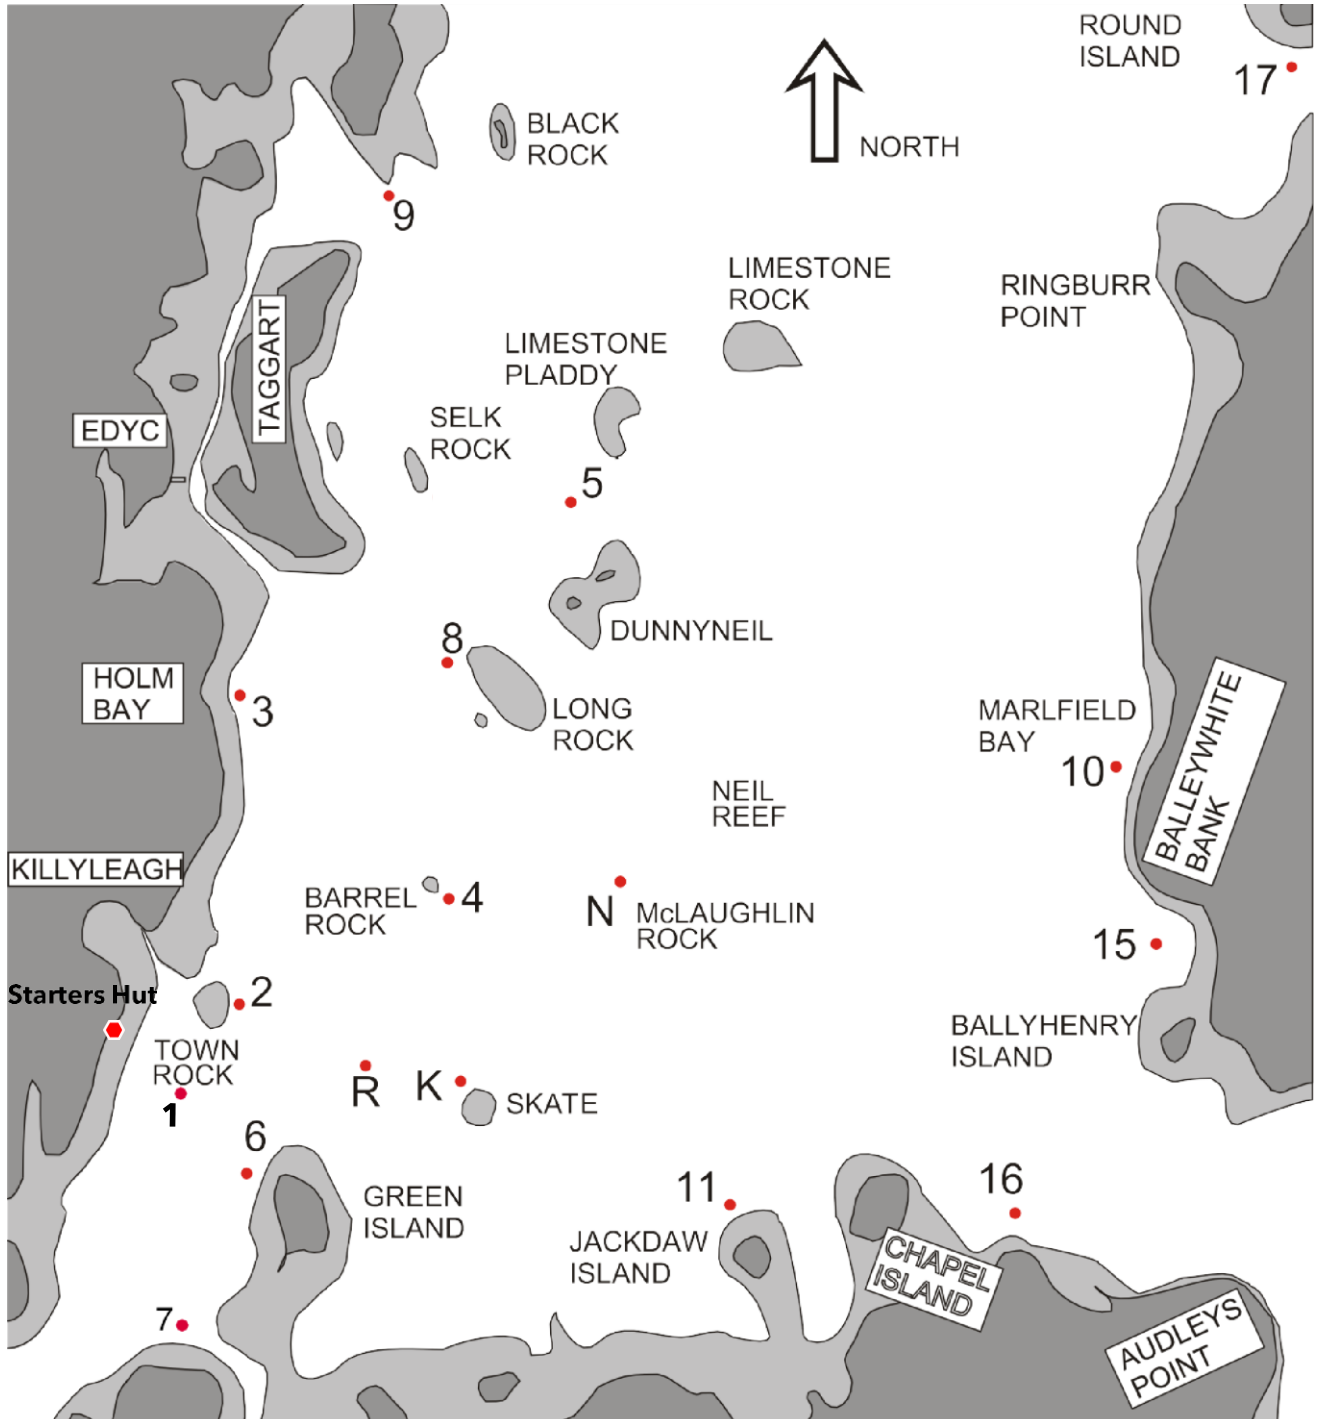 ROUND
ISLAND
17
BLACK
ROCK
NORTH
9
LIMESTONE
ROCK
RINGBURR
POINT
TAGGART
LIMESTONE
PLADDY
EDYC
SELK
ROCK
5
DUNNYNEIL
8
HOLM
BAY
3
LONG
ROCK
MARLFIELD
BAY
10
BALLEYWHITE
BANK
NEIL
REEF
KILLYLEAGH
BARREL
ROCK
4
N
McLAUGHLIN
ROCK
15
Starters Hut
2
TOWN
ROCK
1
BALLYHENRY
ISLAND
R
K
SKATE
6
GREEN
ISLAND
11
16
JACKDAW
ISLAND
CHAPEL
ISLAND
7
AUDLEYS
POINT